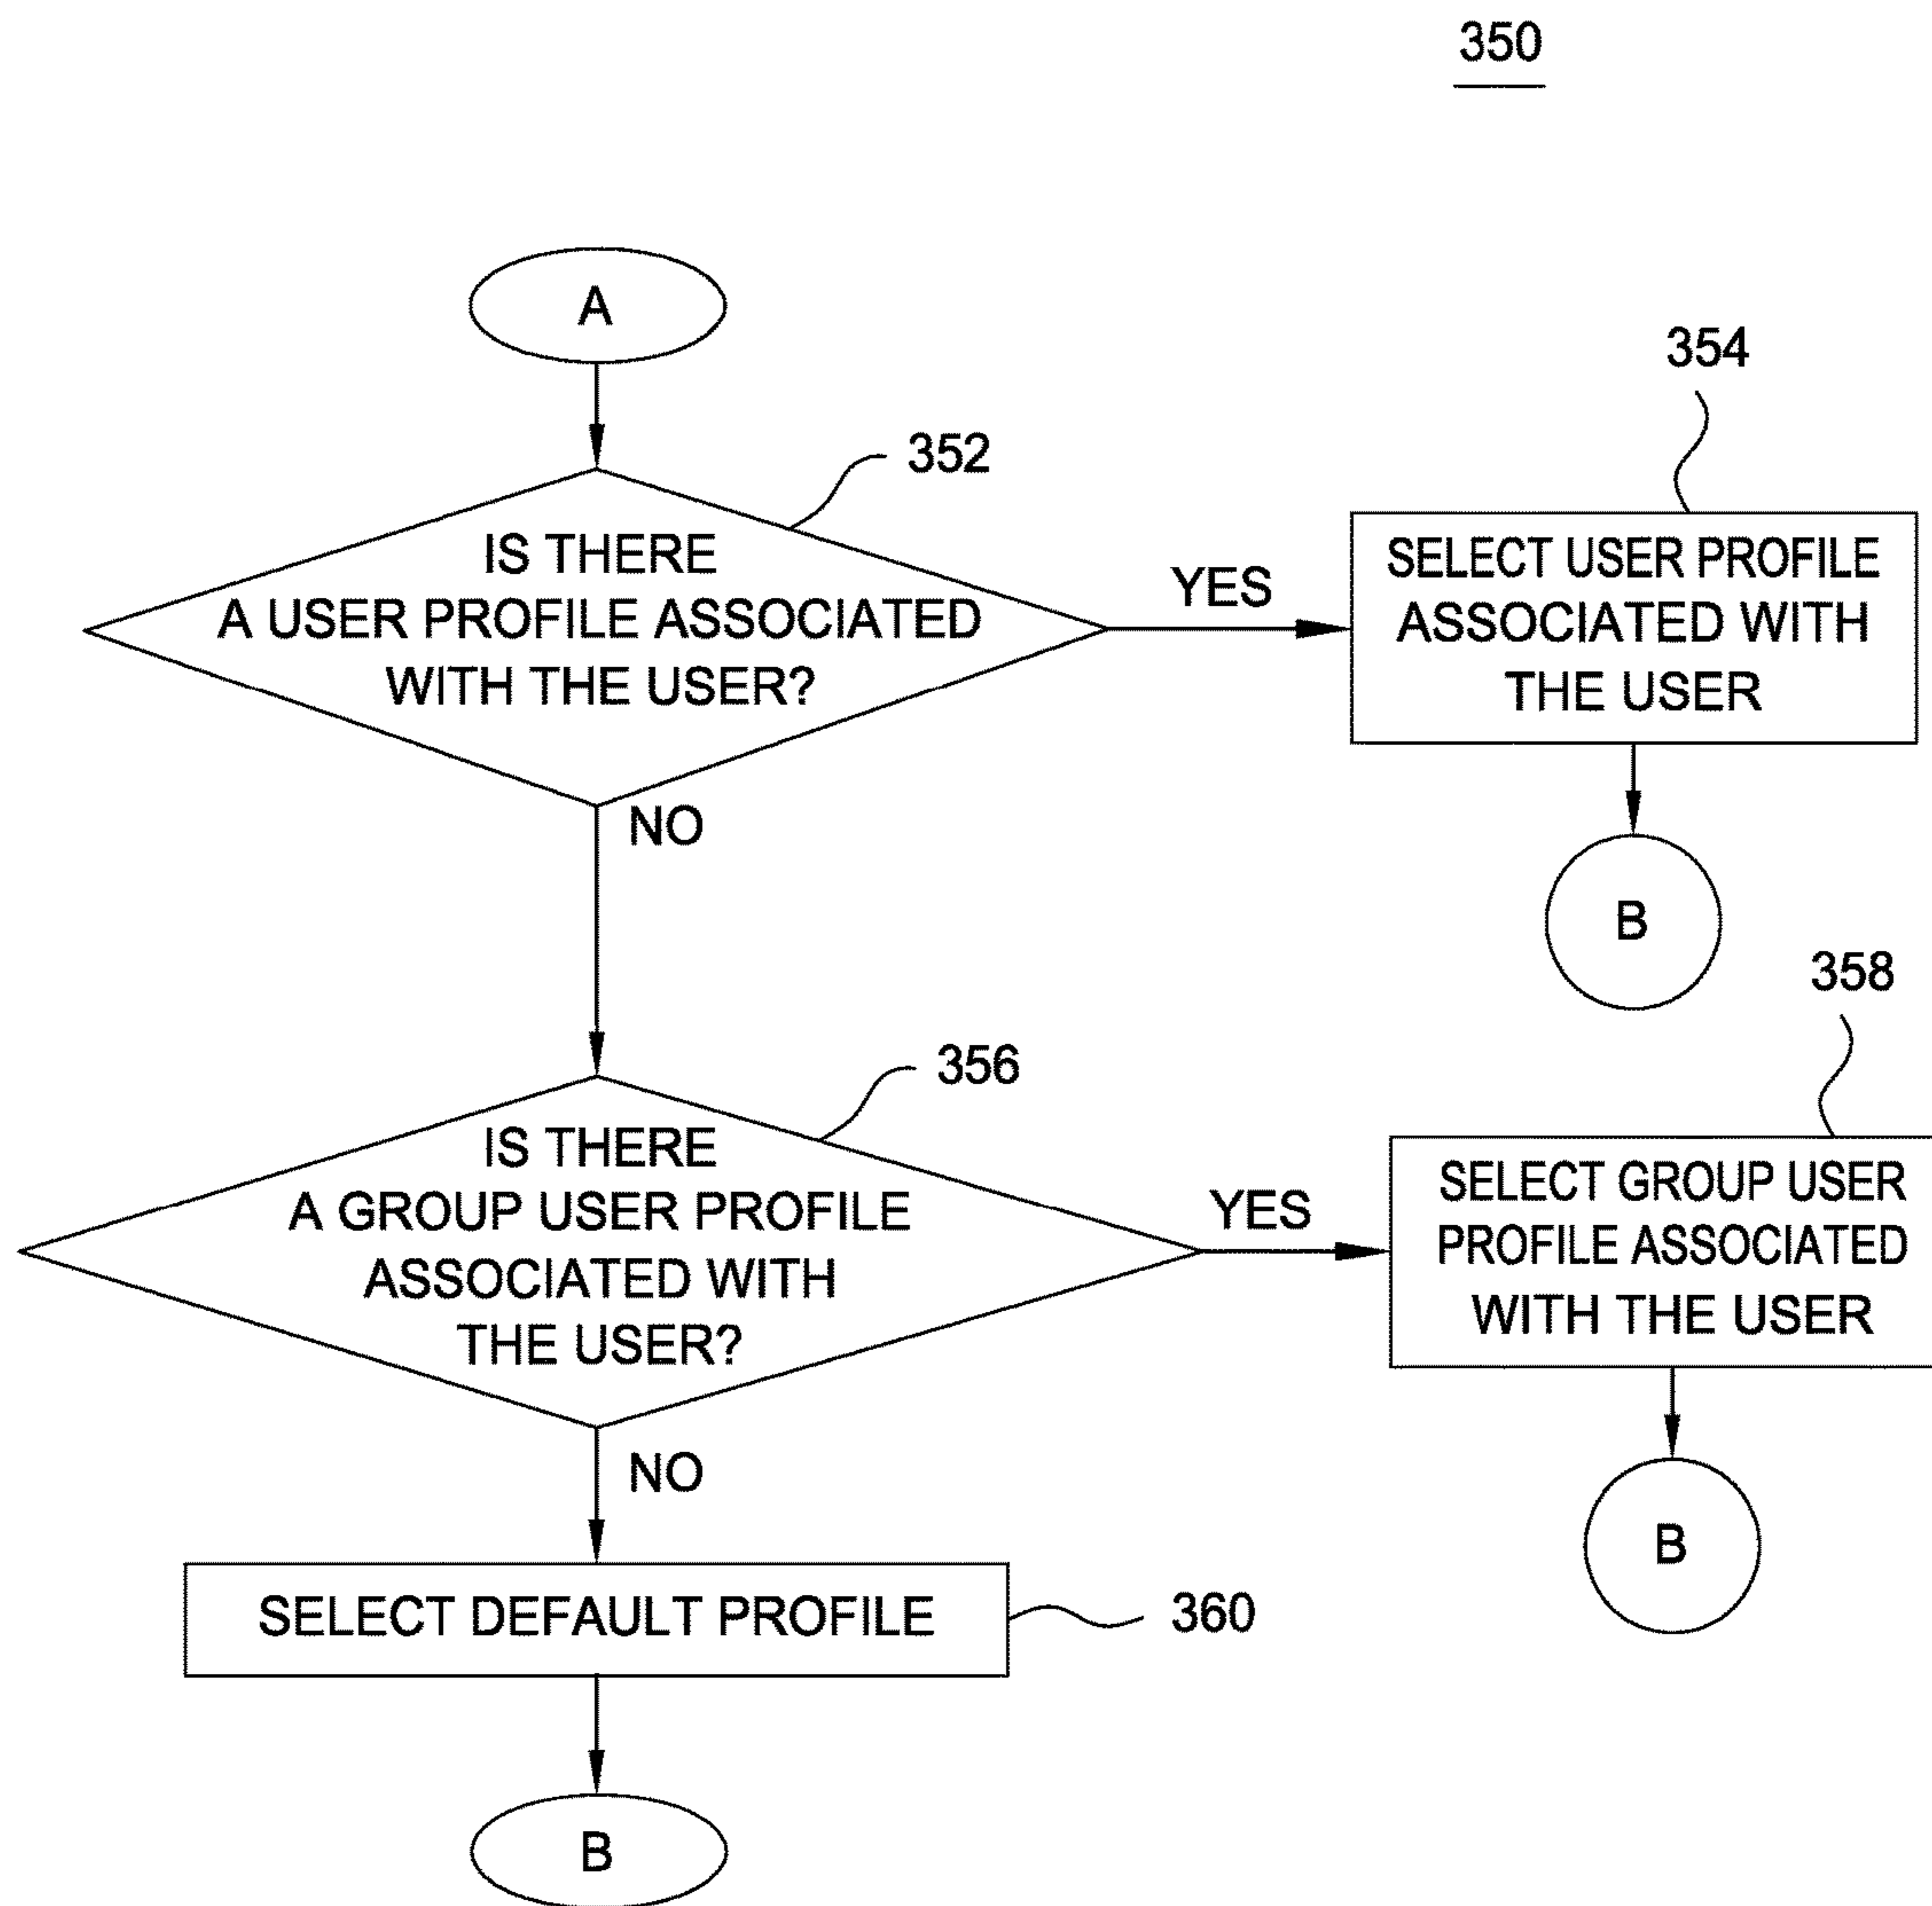 350
A
352
IS THERE
A USER PROFILE ASSOCIATED
WITH THE USER?
YES
354
SELECT USER PROFILE
ASSOCIATED WITH
THE USER
NO
B
356
IS THERE
A GROUP USER PROFILE
ASSOCIATED WITH
THE USER?
YES
358
SELECT GROUP USER
PROFILE ASSOCIATED
WITH THE USER
NO
B
SELECT DEFAULT PROFILE
360
B